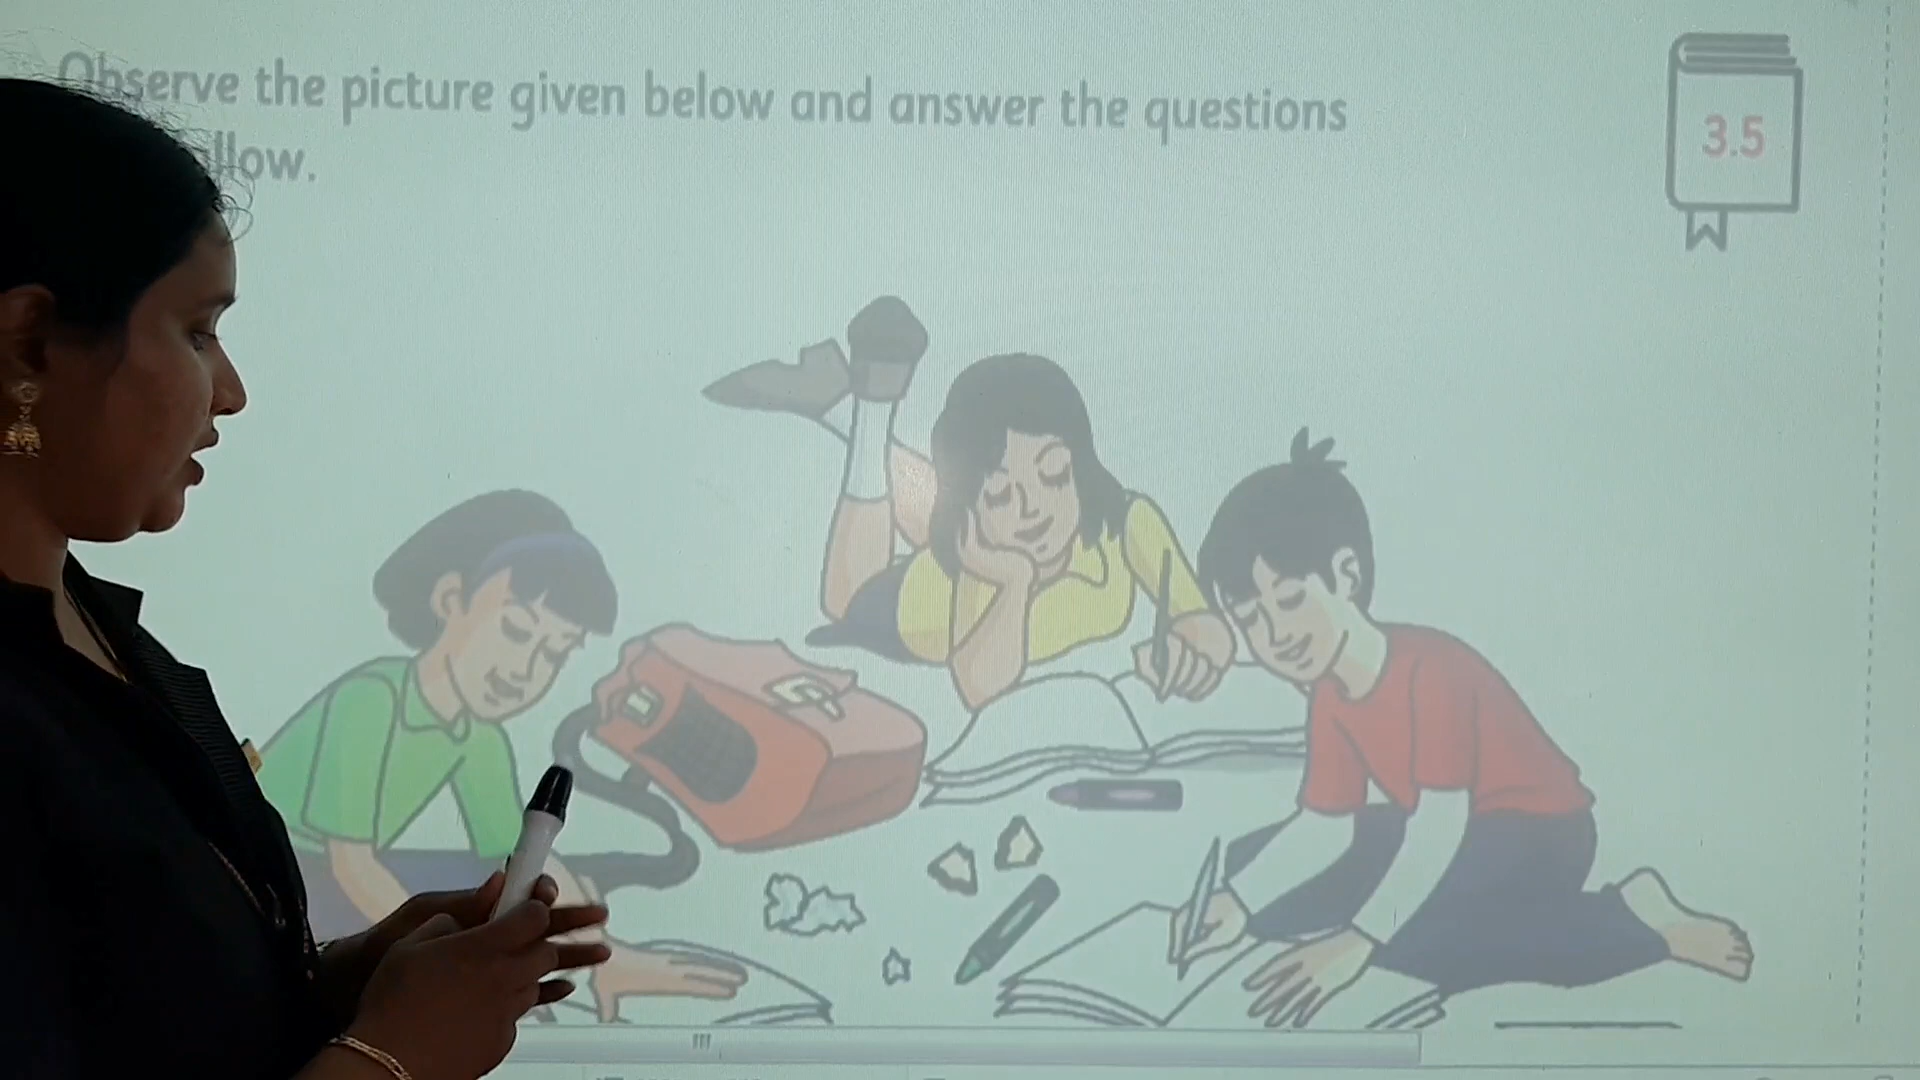 Observe the picture given below and answer the questions
llow.
3.5